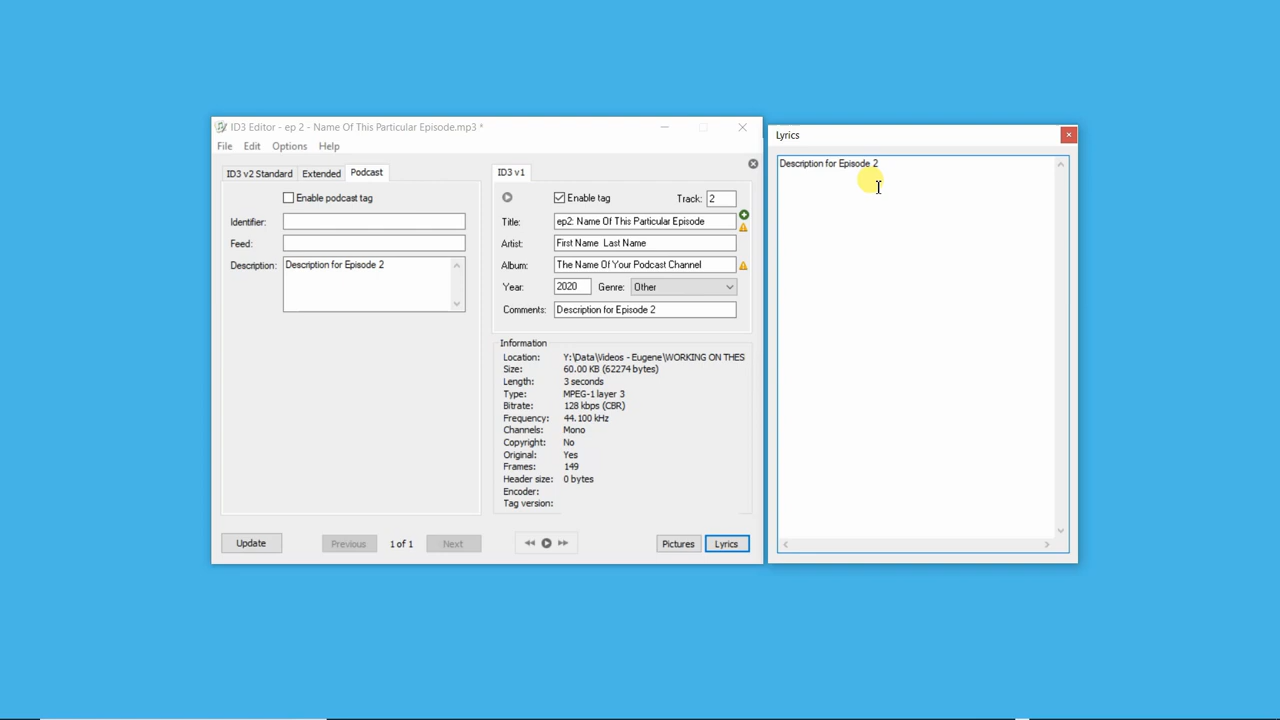 ID3 Editor - ep 2 - Name Of This Particular Episode.mp3 *
File Edit Options Help
ID3 v2 Standard Extended Podcast
Enable podcast tag
Identifier:
Feed:
Description: Description for Episode 2
ID3 v1
Enable tag Track: 2
Title: ep2: Name Of This Particular Episode
Artist: First Name Last Name
Album: The Name Of Your Podcast Channel
Year: 2020 Genre: Other
Comments: Description for Episode 2
Information
Location: Y:\Data\Videos - Eugene\WORKING ON THES
Size: 60.00 KB (62274 bytes)
Length: 3 seconds
Type: MPEG-1 layer 3
Bitrate: 128 kbps (CBR)
Frequency: 44.100 kHz
Channels: Mono
Copyright: No
Original: Yes
Frames: 149
Header size: 0 bytes
Encoder:
Tag version:
Update Previous 1 of 1 Next Pictures Lyrics
Lyrics
Description for Episode 2